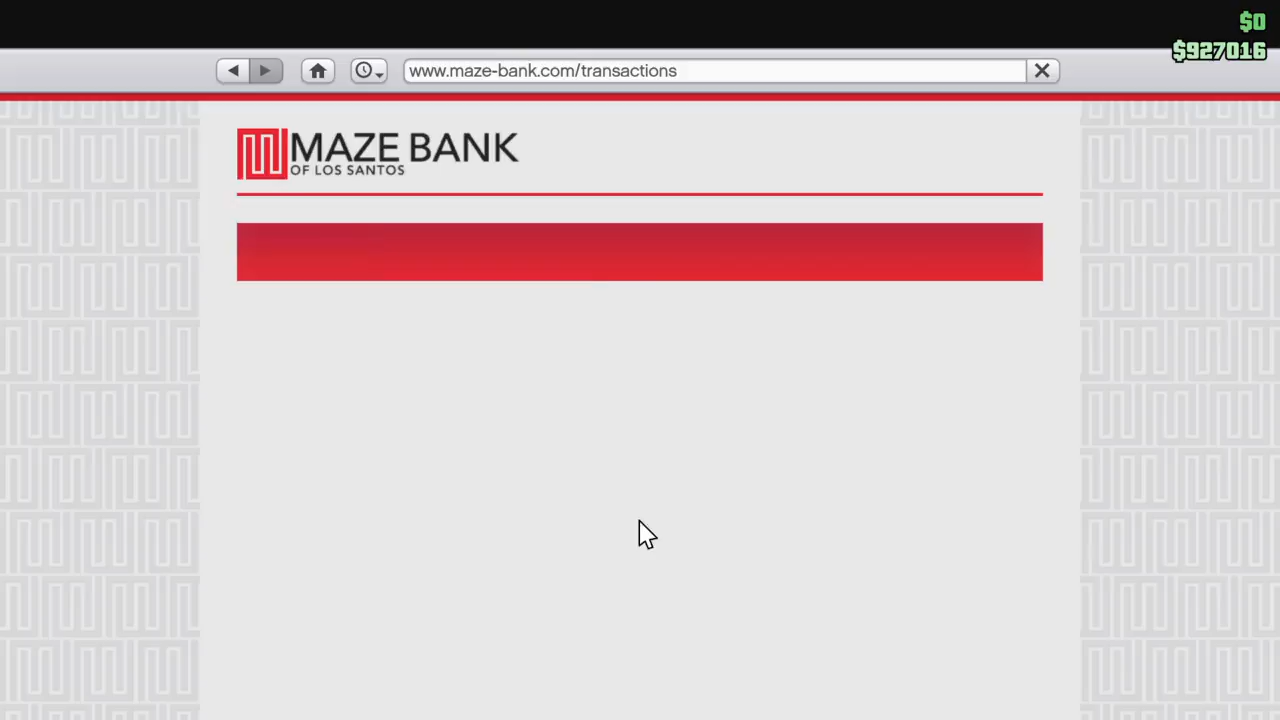 $0
$927016
www.maze-bank.com/transactions
MAZE BANK
OF LOS SANTOS